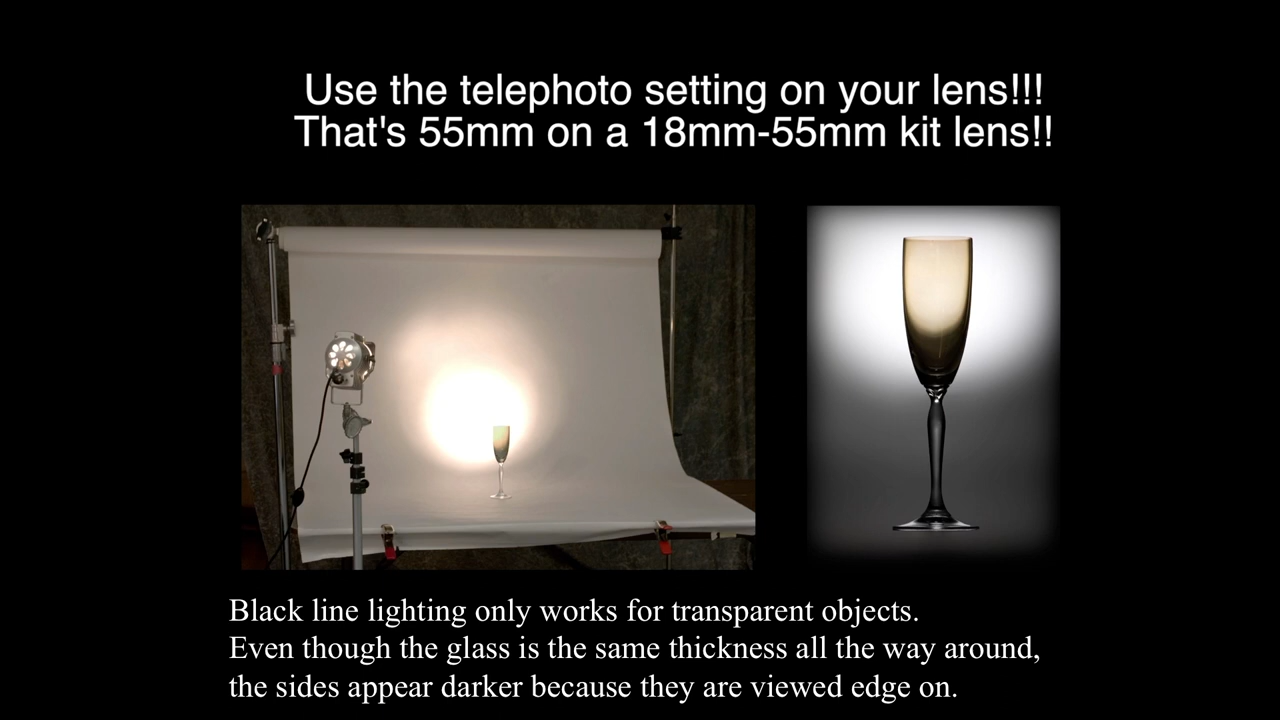 Use the telephoto setting on your lens!!!
That's 55mm on a 18mm-55mm kit lens!!
Black line lighting only works for transparent objects.
Even though the glass is the same thickness all the way around,
the sides appear darker because they are viewed edge on.